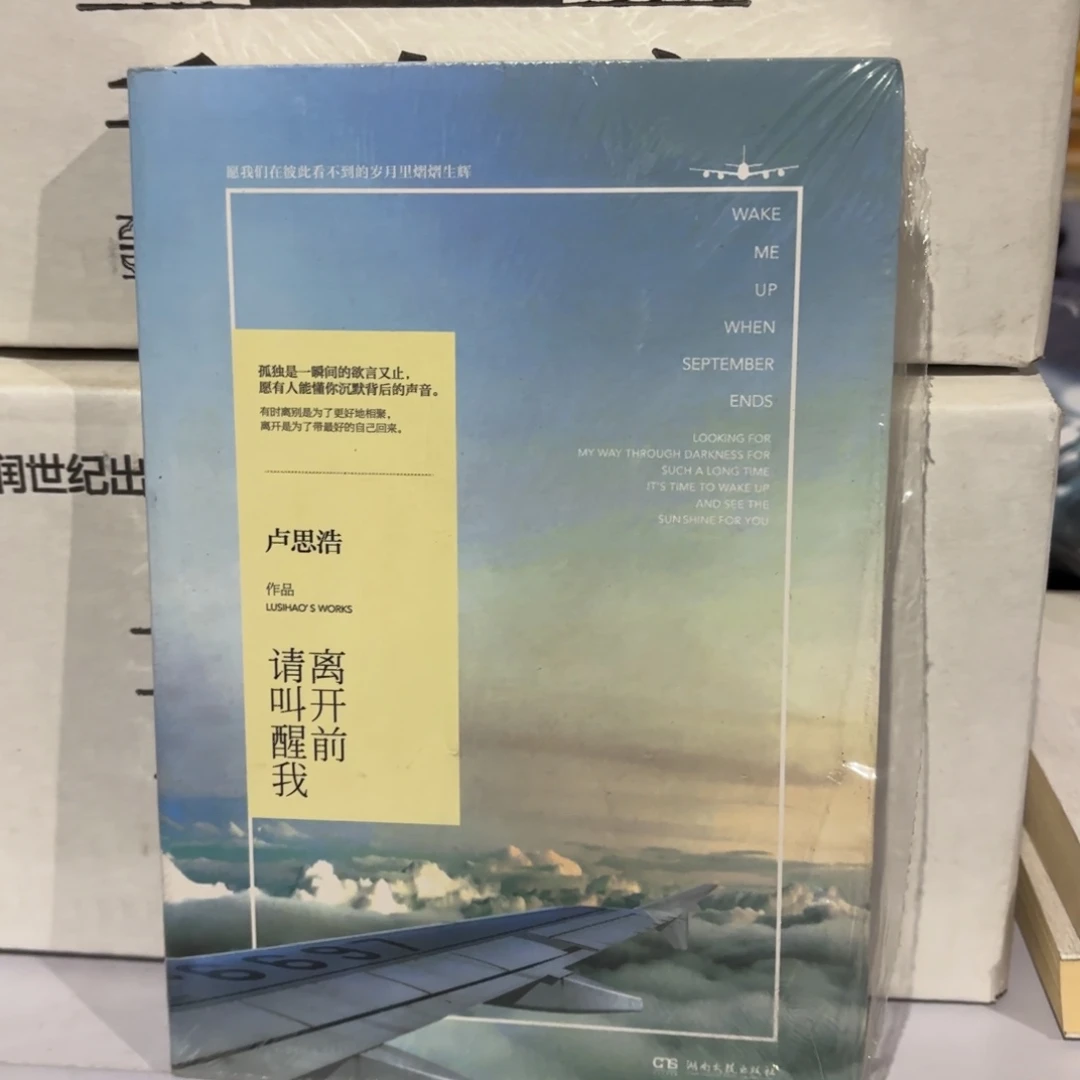 愿我们在彼此看不到的岁月里熠熠生辉
WAKE
ME
UP
WHEN
SEPTEMBER
ENDS
LOOKING FOR
MY WAY THROUGH DARKNESS FOR
SUCH A LONG TIME
IT'S TIME TO WAKE UP
AND SEE THE
SUNSHINE FOR YOU
孤独是一瞬间的欲言又止，
愿有人能懂你沉默背后的声音。
有时离别是为了更好地相聚，
离开是为了带最好的自己回来。
卢思浩
作品
LUSIHAO'S WORKS
离开前
请叫醒我
润世纪出
CNS 湖南文艺出版社